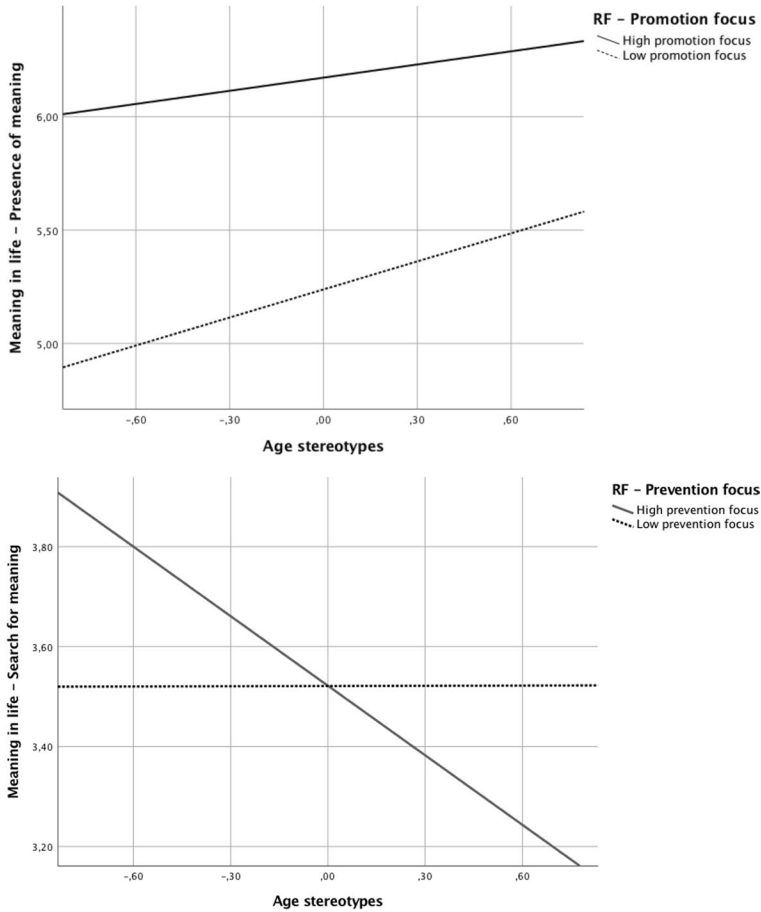 RF – Promotion focus
High promotion focus
Low promotion focus
Meaning in life – Presence of meaning
6,00
5,50
5,00
-,60
-,30
,00
,30
,60
Age stereotypes
RF – Prevention focus
High prevention focus
Low prevention focus
Meaning in life – Search for meaning
3,80
3,60
3,40
3,20
-,60
-,30
,00
,30
,60
Age stereotypes